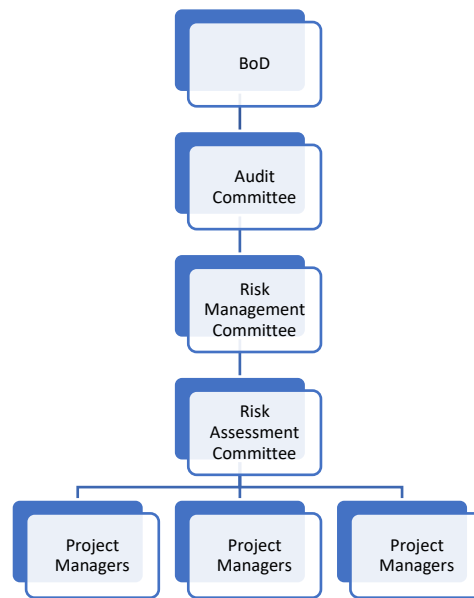 BoD
Audit
Committee
Risk
Management
Committee
Risk
Assessment
Committee
Project
Managers
Project
Managers
Project
Managers